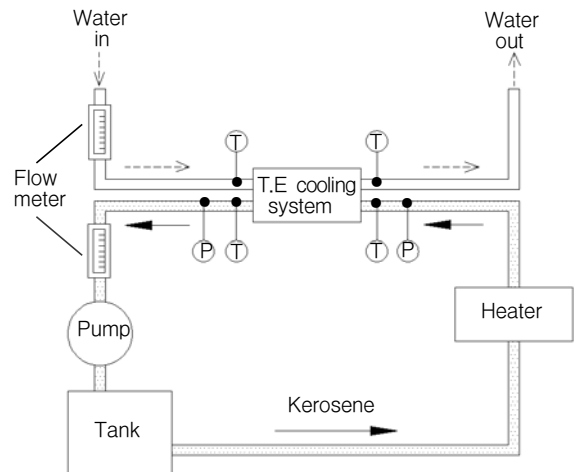 Water
in
Water
out
T
T
Flow
meter
T.E cooling
system
P
T
T
P
Pump
Heater
Kerosene
Tank